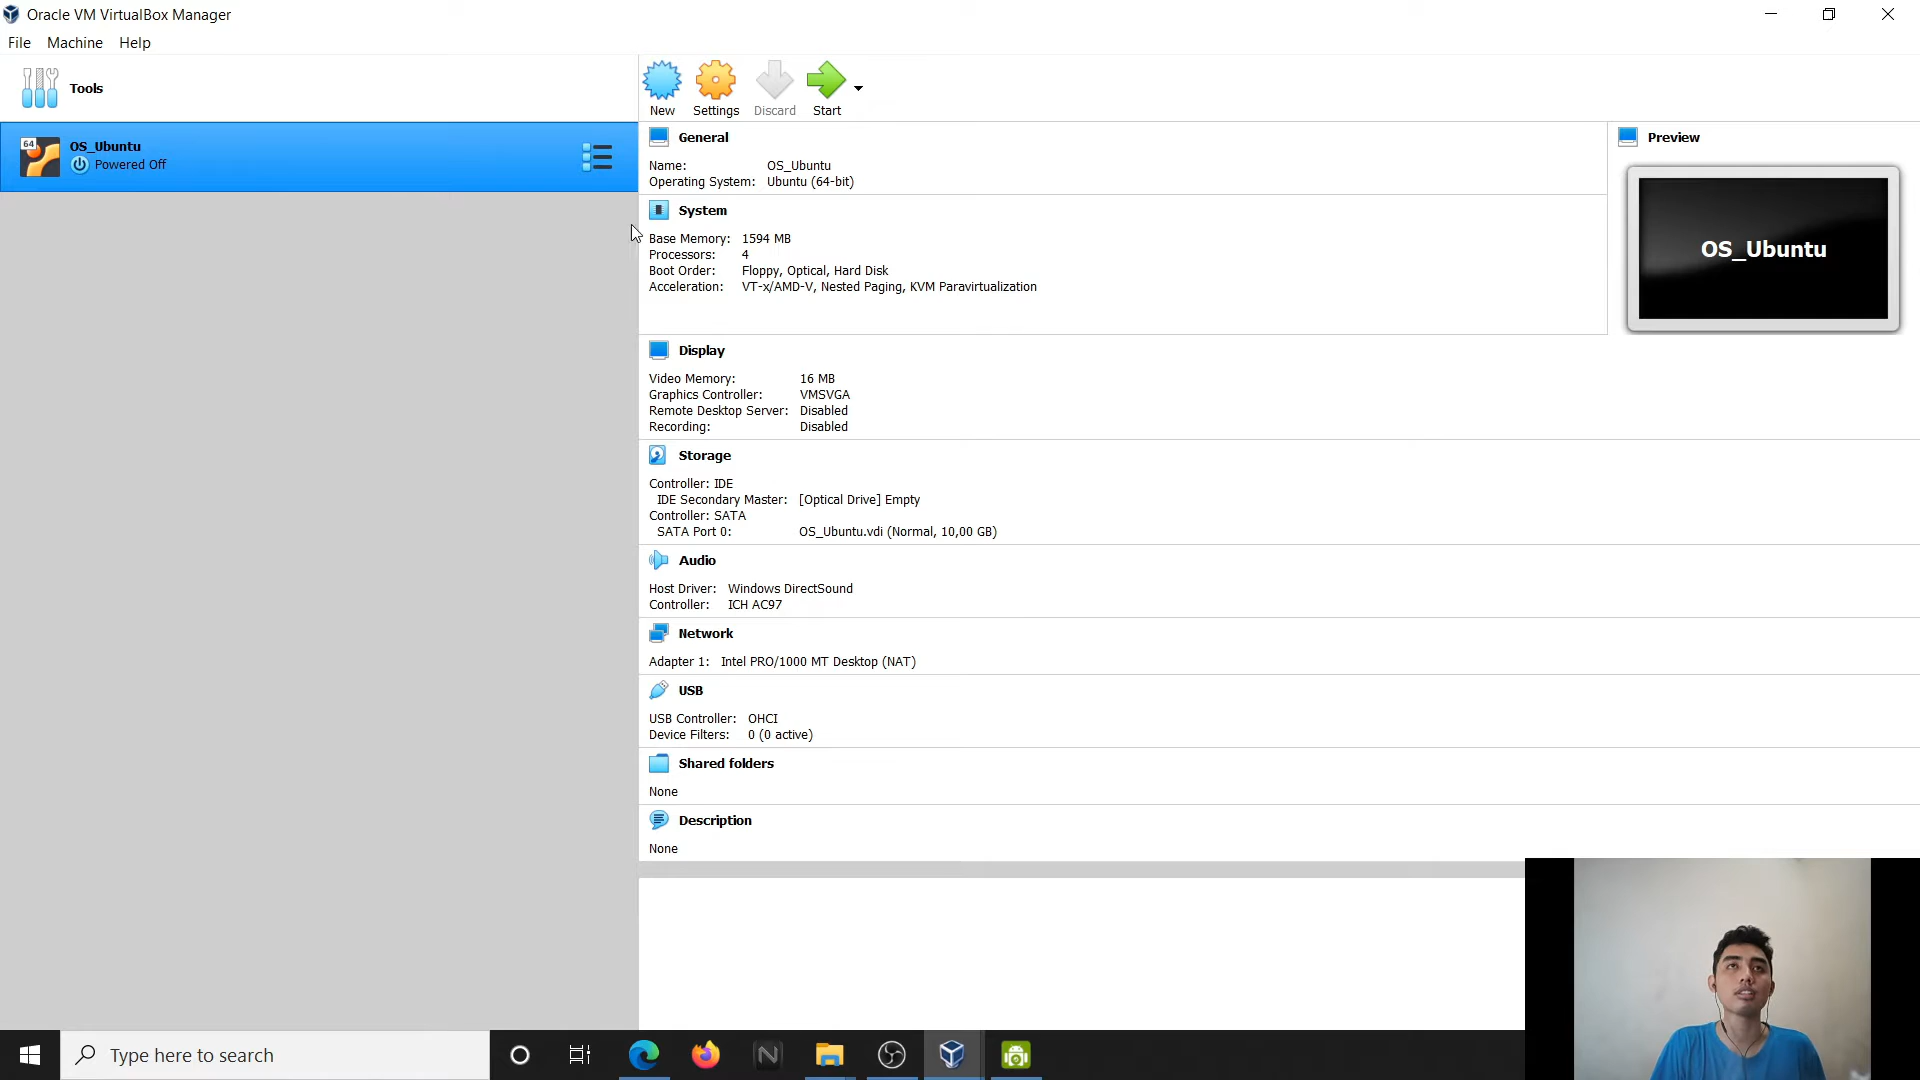 Oracle VM VirtualBox Manager
File Machine Help
Tools
New Settings Discard Start
64
OS_Ubuntu
Powered Off
General
Name: OS_Ubuntu
Operating System: Ubuntu (64-bit)
Preview
OS_Ubuntu
System
Base Memory: 1594 MB
Processors: 4
Boot Order: Floppy, Optical, Hard Disk
Acceleration: VT-x/AMD-V, Nested Paging, KVM Paravirtualization
Display
Video Memory: 16 MB
Graphics Controller: VMSVGA
Remote Desktop Server: Disabled
Recording: Disabled
Storage
Controller: IDE
IDE Secondary Master: [Optical Drive] Empty
Controller: SATA
SATA Port 0: OS_Ubuntu.vdi (Normal, 10,00 GB)
Audio
Host Driver: Windows DirectSound
Controller: ICH AC97
Network
Adapter 1: Intel PRO/1000 MT Desktop (NAT)
USB
USB Controller: OHCI
Device Filters: 0 (0 active)
Shared folders
None
Description
None
Type here to search